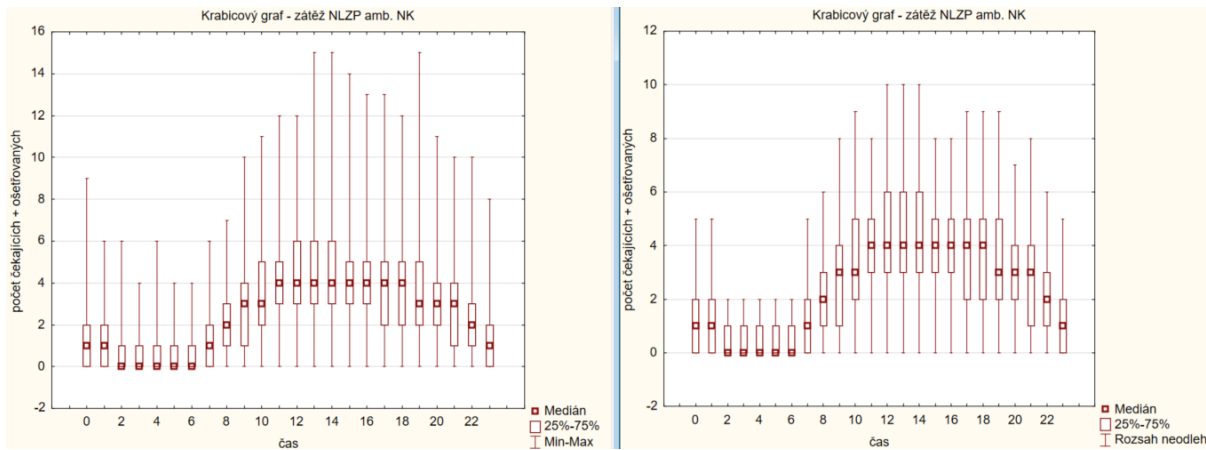 Krabicový graf - zátěž NLZP amb. NK
16
14
12
10
8
6
4
2
0
-2
počet čekajících + ošetřovaných
0 2 4 6 8 10 12 14 16 18 20 22
čas
Medián
25%-75%
Min-Max
Krabicový graf - zátěž NLZP amb. NK
12
10
8
6
4
2
0
-2
počet čekajících + ošetřovaných
0 2 4 6 8 10 12 14 16 18 20 22
čas
Medián
25%-75%
Rozsah neodleh